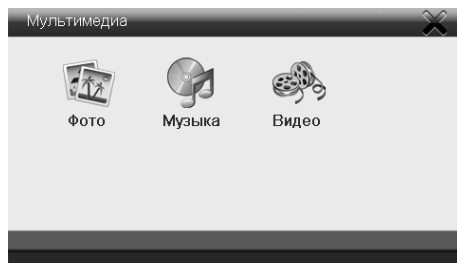 Мультимедиа
Фото Музыка Видео